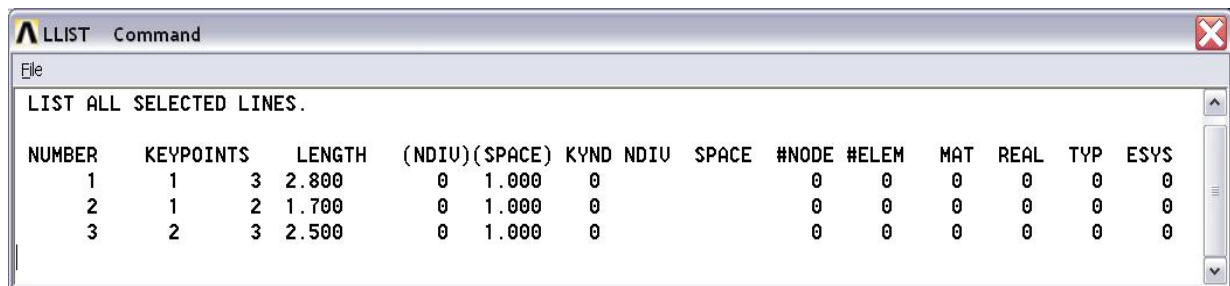 LLIST Command
File
LIST ALL SELECTED LINES.
NUMBER KEYPOINTS LENGTH (NDIV)(SPACE) KYND NDIV SPACE #NODE #ELEM MAT REAL TYP ESYS
1 1 3 2.800 0 1.000 0 0 0 0 0 0 0
2 1 2 1.700 0 1.000 0 0 0 0 0 0 0
3 2 3 2.500 0 1.000 0 0 0 0 0 0 0